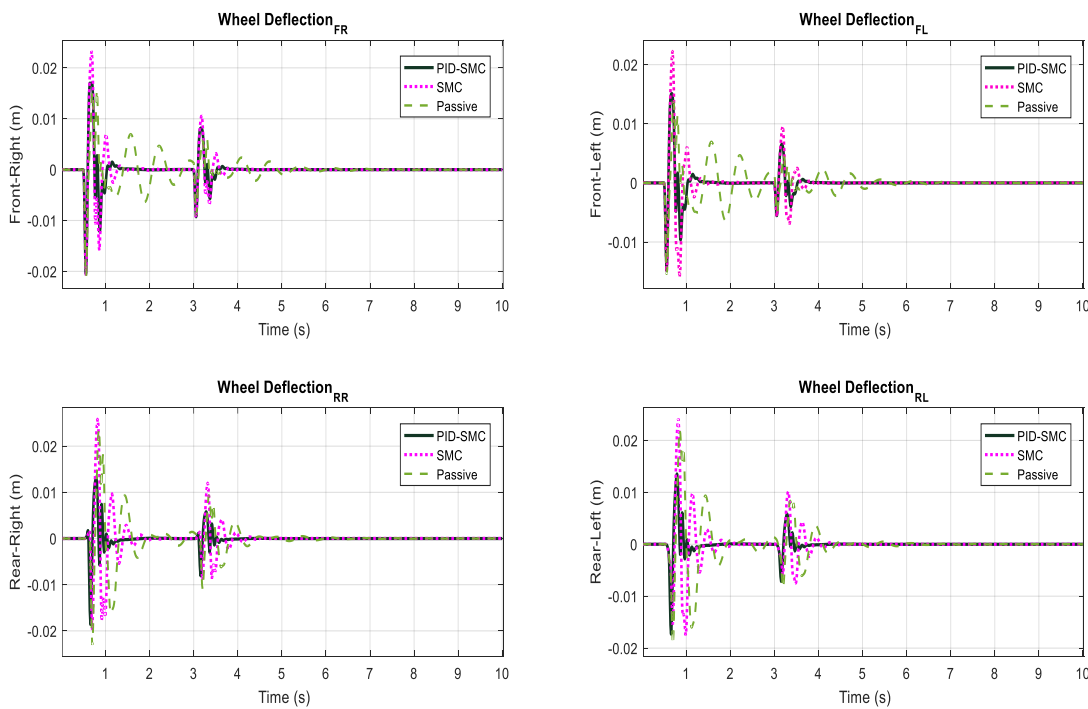 Wheel Deflection_FR
Front-Right (m)
0.02
0.01
0
-0.01
-0.02
PID-SMC
SMC
Passive
1 2 3 4 5 6 7 8 9 10
Time (s)
Wheel Deflection_FL
Front-Left (m)
0.02
0.01
0
-0.01
PID-SMC
SMC
Passive
1 2 3 4 5 6 7 8 9 10
Time (s)
Wheel Deflection_RR
Rear-Right (m)
0.02
0.01
0
-0.01
-0.02
PID-SMC
SMC
Passive
1 2 3 4 5 6 7 8 9 10
Time (s)
Wheel Deflection_RL
Rear-Left (m)
0.02
0.01
0
-0.01
-0.02
PID-SMC
SMC
Passive
1 2 3 4 5 6 7 8 9 10
Time (s)